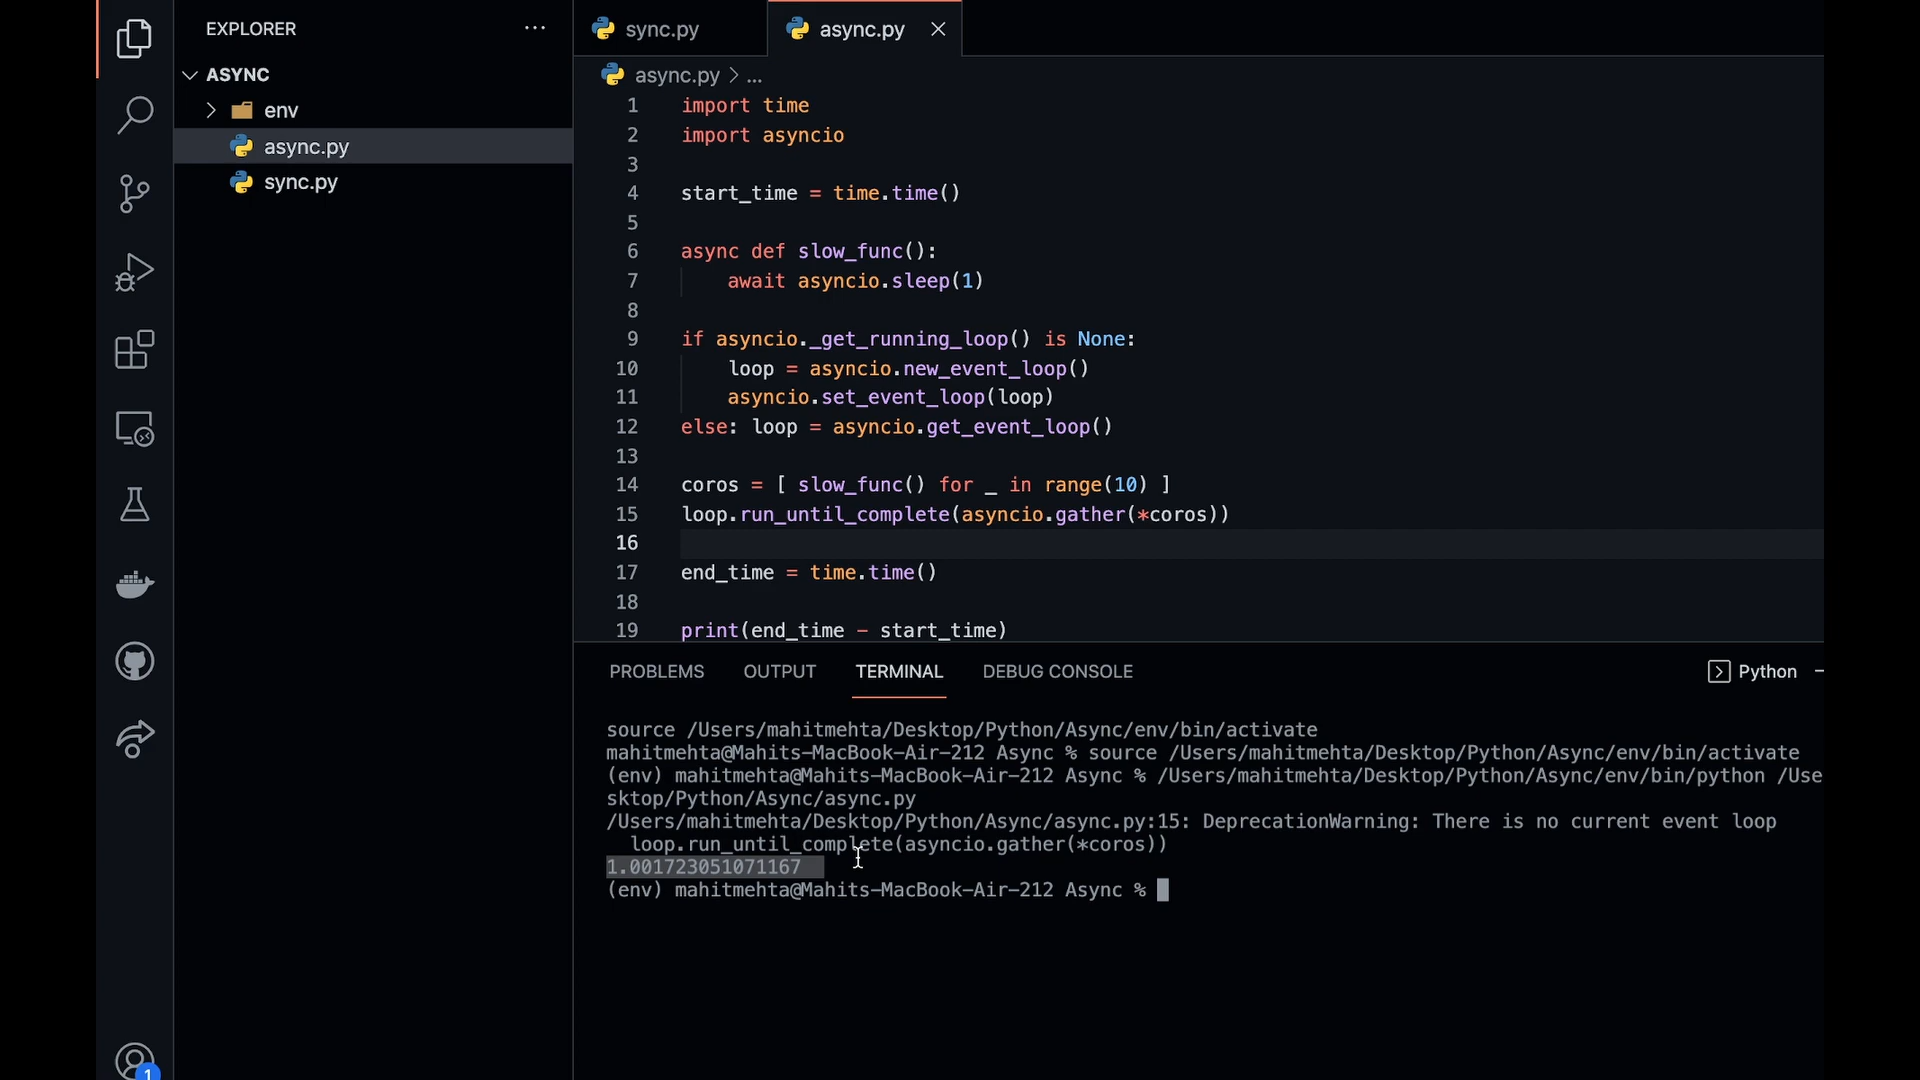 EXPLORER
ASYNC
env
async.py
sync.py
sync.py
async.py
async.py > ...
1 import time
2 import asyncio
3
4 start_time = time.time()
5
6 async def slow_func():
7 await asyncio.sleep(1)
8
9 if asyncio._get_running_loop() is None:
10 loop = asyncio.new_event_loop()
11 asyncio.set_event_loop(loop)
12 else: loop = asyncio.get_event_loop()
13
14 coros = [ slow_func() for _ in range(10) ]
15 loop.run_until_complete(asyncio.gather(*coros))
16
17 end_time = time.time()
18
19 print(end_time - start_time)
PROBLEMS OUTPUT TERMINAL DEBUG CONSOLE
Python
source /Users/mahitmehta/Desktop/Python/Async/env/bin/activate
mahitmehta@Mahits-MacBook-Air-212 Async % source /Users/mahitmehta/Desktop/Python/Async/env/bin/activate
(env) mahitmehta@Mahits-MacBook-Air-212 Async % /Users/mahitmehta/Desktop/Python/Async/env/bin/python /Use
sktop/Python/Async/async.py
/Users/mahitmehta/Desktop/Python/Async/async.py:15: DeprecationWarning: There is no current event loop
loop.run_until_complete(asyncio.gather(*coros))
1.001723051071167
(env) mahitmehta@Mahits-MacBook-Air-212 Async %
1